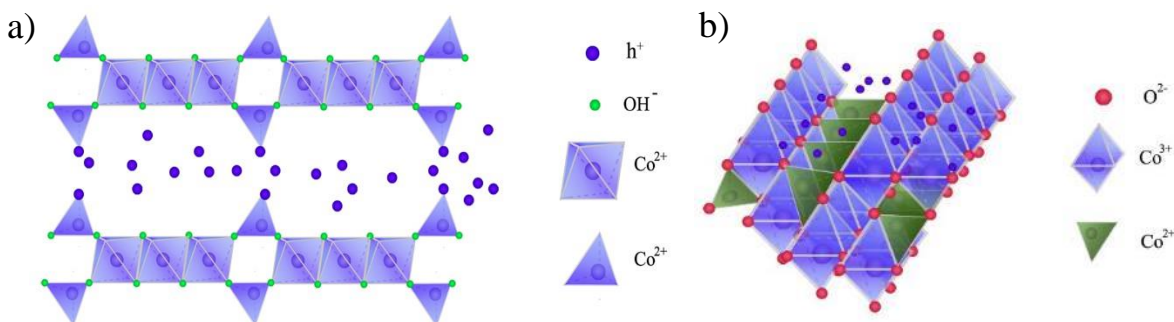 a)
h⁺
OH⁻
Co²⁺
Co²⁺
b)
O²⁻
Co³⁺
Co²⁺